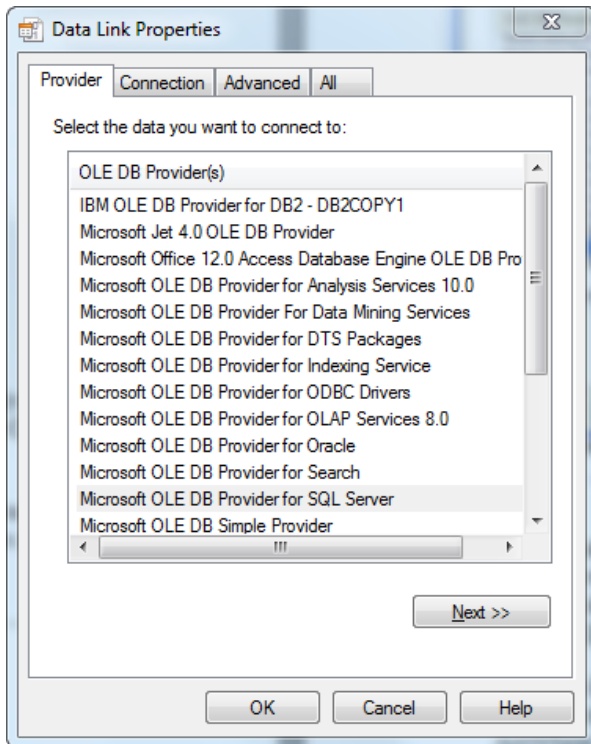 Data Link Properties
Provider
Connection
Advanced
All
Select the data you want to connect to:
OLE DB Provider(s)
IBM OLE DB Provider for DB2 - DB2COPY1
Microsoft Jet 4.0 OLE DB Provider
Microsoft Office 12.0 Access Database Engine OLE DB Pro
Microsoft OLE DB Provider for Analysis Services 10.0
Microsoft OLE DB Provider For Data Mining Services
Microsoft OLE DB Provider for DTS Packages
Microsoft OLE DB Provider for Indexing Service
Microsoft OLE DB Provider for ODBC Drivers
Microsoft OLE DB Provider for OLAP Services 8.0
Microsoft OLE DB Provider for Oracle
Microsoft OLE DB Provider for Search
Microsoft OLE DB Provider for SQL Server
Microsoft OLE DB Simple Provider
Next >>
OK
Cancel
Help